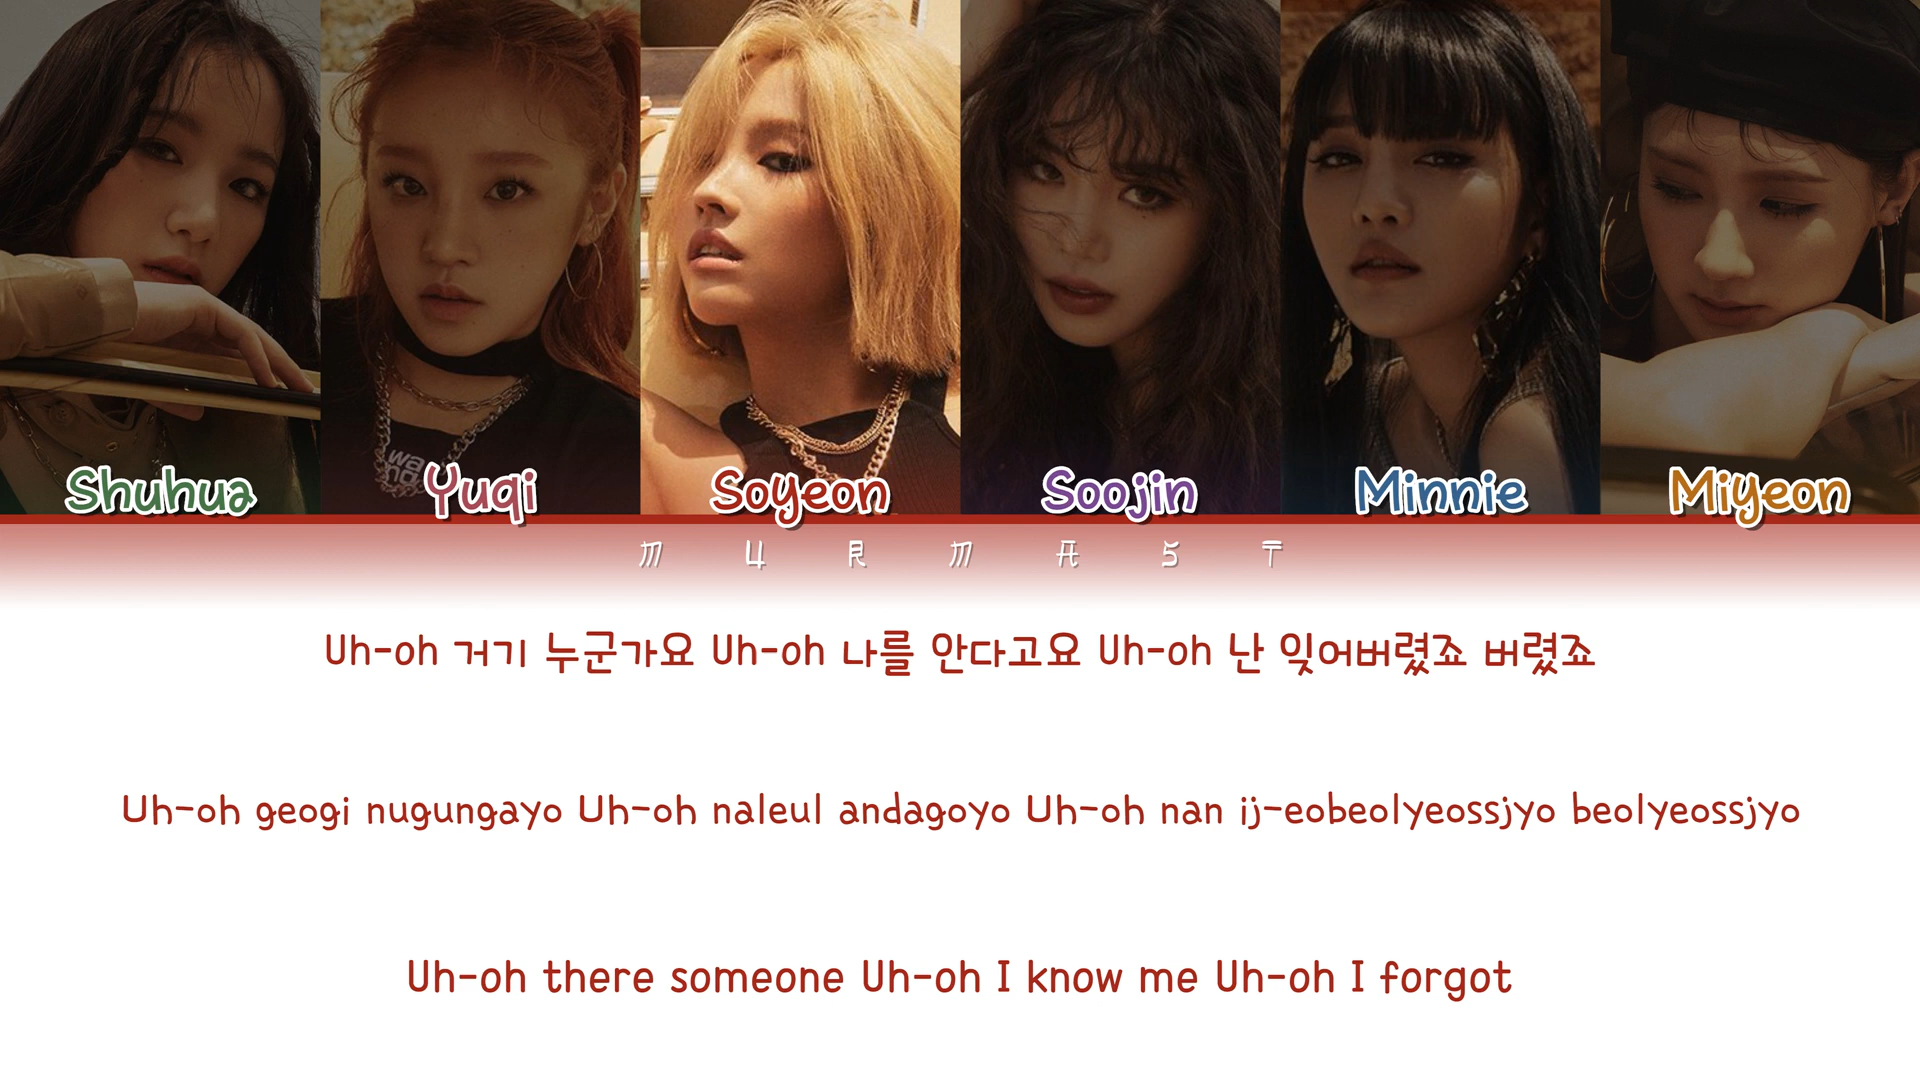 Shuhua Yuqi Soyeon Soojin Minnie Miyeon
MURMAST
Uh-oh 거기 누군가요 Uh-oh 나를 안다고요 Uh-oh 난 잊어버렸죠 버렸죠
Uh-oh geogi nugungayo Uh-oh naleul andagoyo Uh-oh nan ij-eobeolyeossjyo beolyeossjyo
Uh-oh there someone Uh-oh I know me Uh-oh I forgot